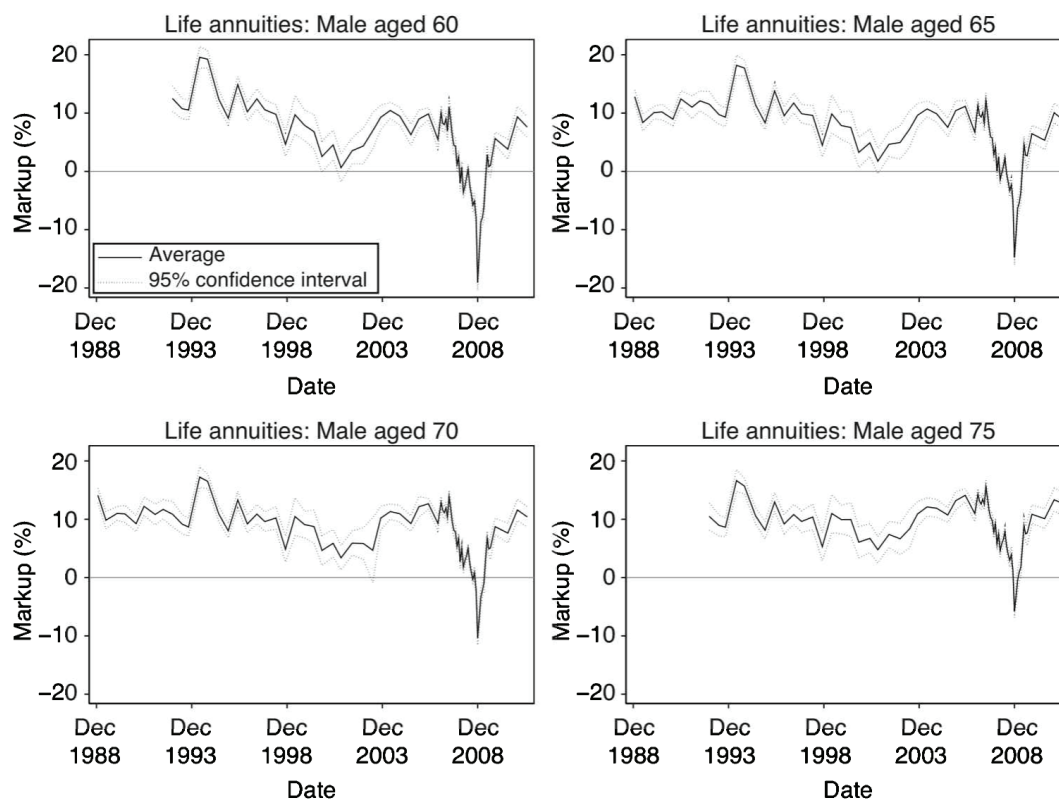 Life annuities: Male aged 60
20
10
0
−10
−20
Markup (%)
Average
95% confidence interval
Dec 1988
Dec 1993
Dec 1998
Dec 2003
Dec 2008
Date
Life annuities: Male aged 65
20
10
0
−10
−20
Markup (%)
Dec 1988
Dec 1993
Dec 1998
Dec 2003
Dec 2008
Date
Life annuities: Male aged 70
20
10
0
−10
−20
Markup (%)
Dec 1988
Dec 1993
Dec 1998
Dec 2003
Dec 2008
Date
Life annuities: Male aged 75
20
10
0
−10
−20
Markup (%)
Dec 1988
Dec 1993
Dec 1998
Dec 2003
Dec 2008
Date